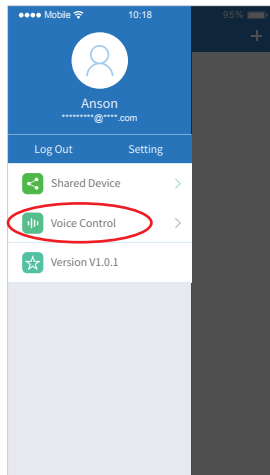 Mobile 10:18 95%
+
Anson
*********@****.com
Log Out Setting
Shared Device
Voice Control
Version V1.0.1